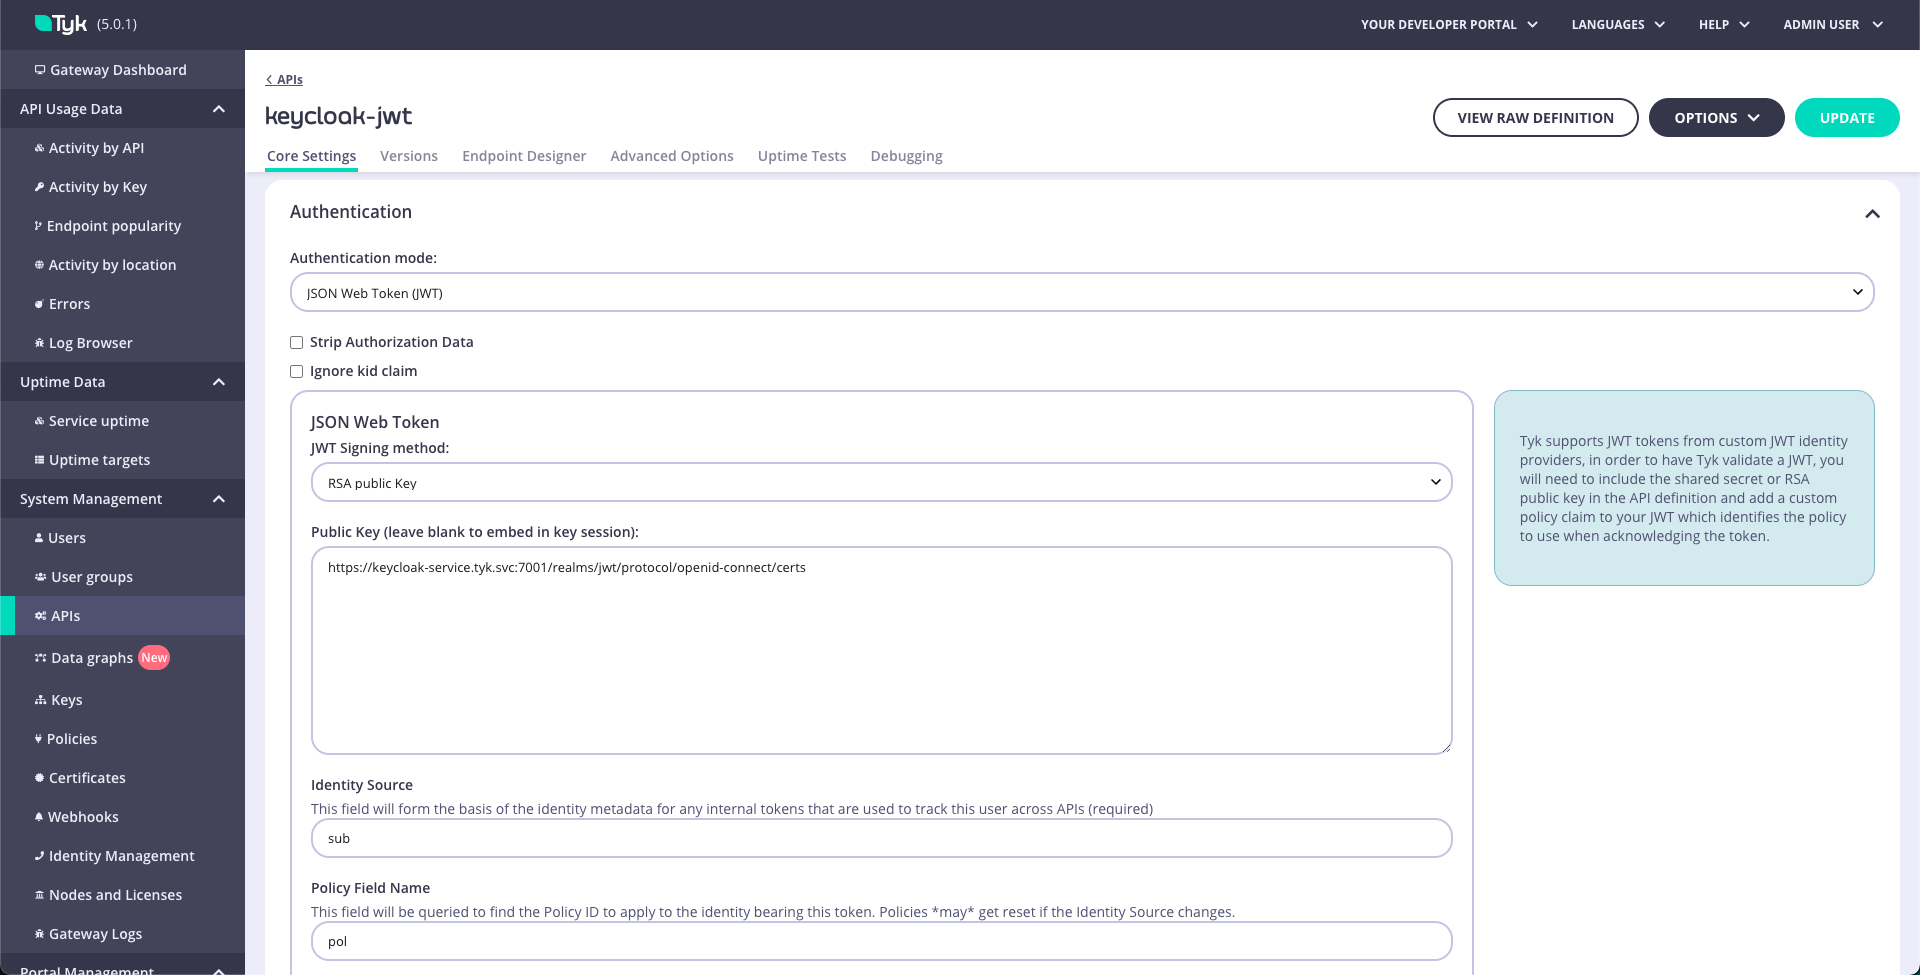 Tyk (5.0.1)
YOUR DEVELOPER PORTAL
LANGUAGES
HELP
ADMIN USER
Gateway Dashboard
API Usage Data
Activity by API
Activity by Key
Endpoint popularity
Activity by location
Errors
Log Browser
Uptime Data
Service uptime
Uptime targets
System Management
Users
User groups
APIs
Data graphs New
Keys
Policies
Certificates
Webhooks
Identity Management
Nodes and Licenses
Gateway Logs
Portal Management
< APIs
keycloak-jwt
VIEW RAW DEFINITION
OPTIONS
UPDATE
Core Settings
Versions
Endpoint Designer
Advanced Options
Uptime Tests
Debugging
Authentication
Authentication mode:
JSON Web Token (JWT)
Strip Authorization Data
Ignore kid claim
JSON Web Token
JWT Signing method:
RSA public Key
Public Key (leave blank to embed in key session):
https://keycloak-service.tyk.svc:7001/realms/jwt/protocol/openid-connect/certs
Identity Source
This field will form the basis of the identity metadata for any internal tokens that are used to track this user across APIs (required)
sub
Policy Field Name
This field will be queried to find the Policy ID to apply to the identity bearing this token. Policies *may* get reset if the Identity Source changes.
pol
Tyk supports JWT tokens from custom JWT identity
providers, in order to have Tyk validate a JWT, you
will need to include the shared secret or RSA
public key in the API definition and add a custom
policy claim to your JWT which identifies the policy
to use when acknowledging the token.